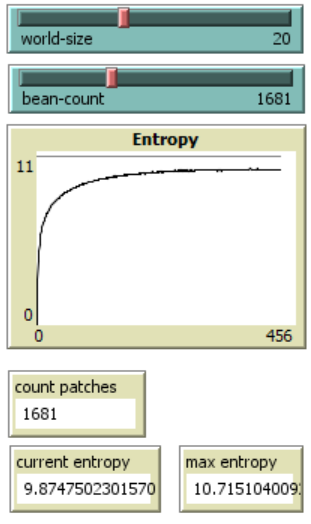 world-size 20
bean-count 1681
Entropy
11
0
0 456
count patches
1681
current entropy
9.8747502301570
max entropy
10.7151040092